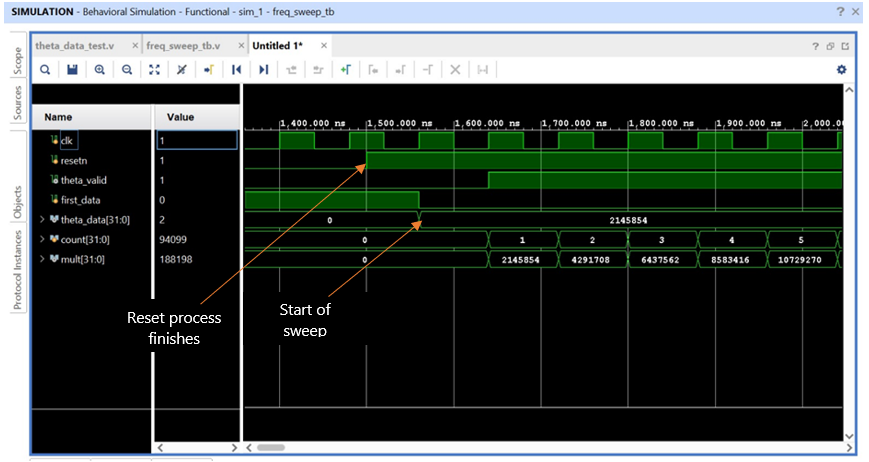 SIMULATION - Behavioral Simulation - Functional - sim_1 - freq_sweep_tb
? ×
Scope
Sources
Objects
Protocol Instances
theta_data_test.v × freq_sweep_tb.v × Untitled 1* ×
Name Value
1,400.000 ns 1,500.000 ns 1,600.000 ns 1,700.000 ns 1,800.000 ns 1,900.000 ns 2,000.00
clk 1
resetn 1
theta_valid 1
first_data 0
theta_data[31:0] 2 0 2145854
count[31:0] 94099 0 1 2 3 4 5
mult[31:0] 188198 0 2145854 4291708 6437562 8583416 10729270
Reset process
finishes
Start of
sweep